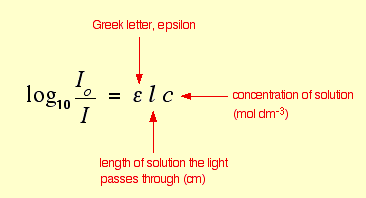 Greek letter, epsilon
log₁₀ Iₒ/I = ε l c
concentration of solution
(mol dm⁻³)
length of solution the light
passes through (cm)